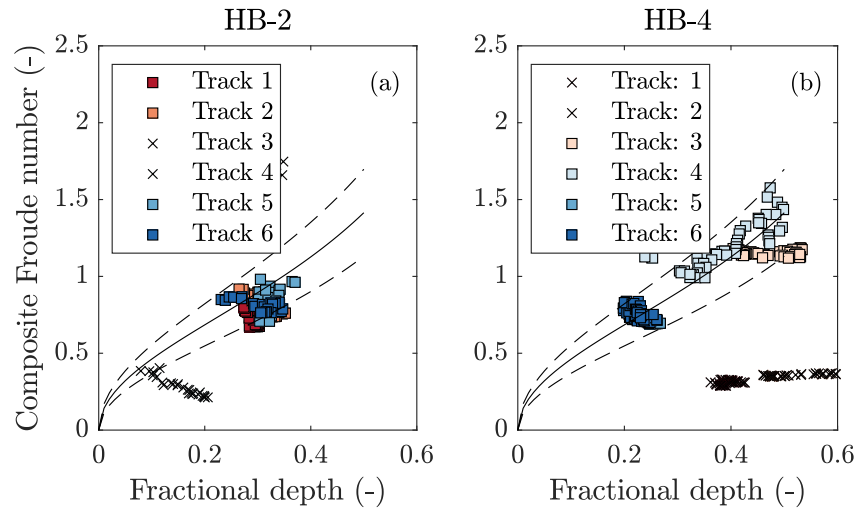 HB-2
HB-4
Composite Froude number (-)
2.5
2
1.5
1
0.5
0
Track 1
Track 2
Track 3
Track 4
Track 5
Track 6
(a)
0
0.2
0.4
0.6
Fractional depth (-)
2.5
2
1.5
1
0.5
0
Track: 1
Track: 2
Track: 3
Track: 4
Track: 5
Track: 6
(b)
0
0.2
0.4
0.6
Fractional depth (-)